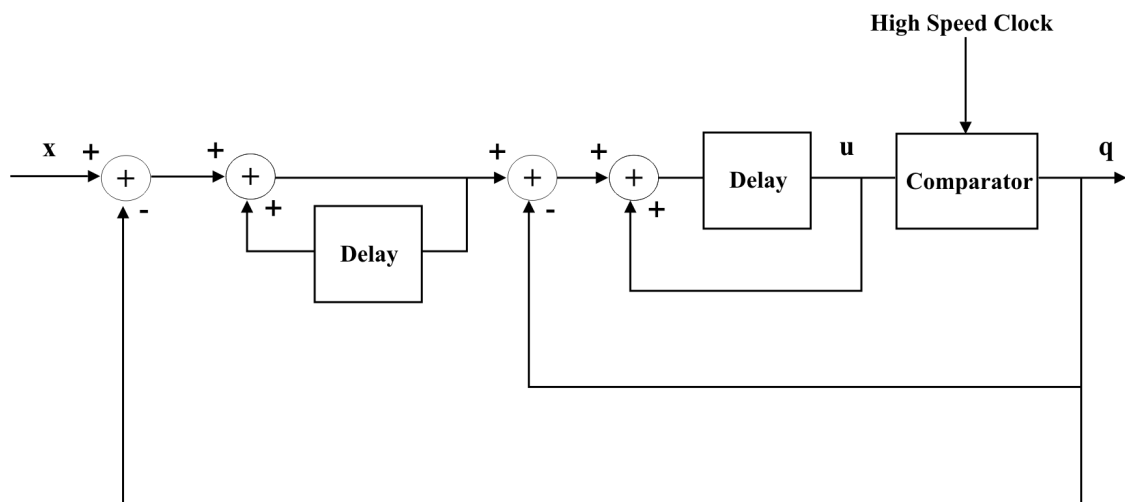 High Speed Clock
x
+
+
+
-
+
+
+
+
+
-
+
+
+
Delay
u
Comparator
q
Delay